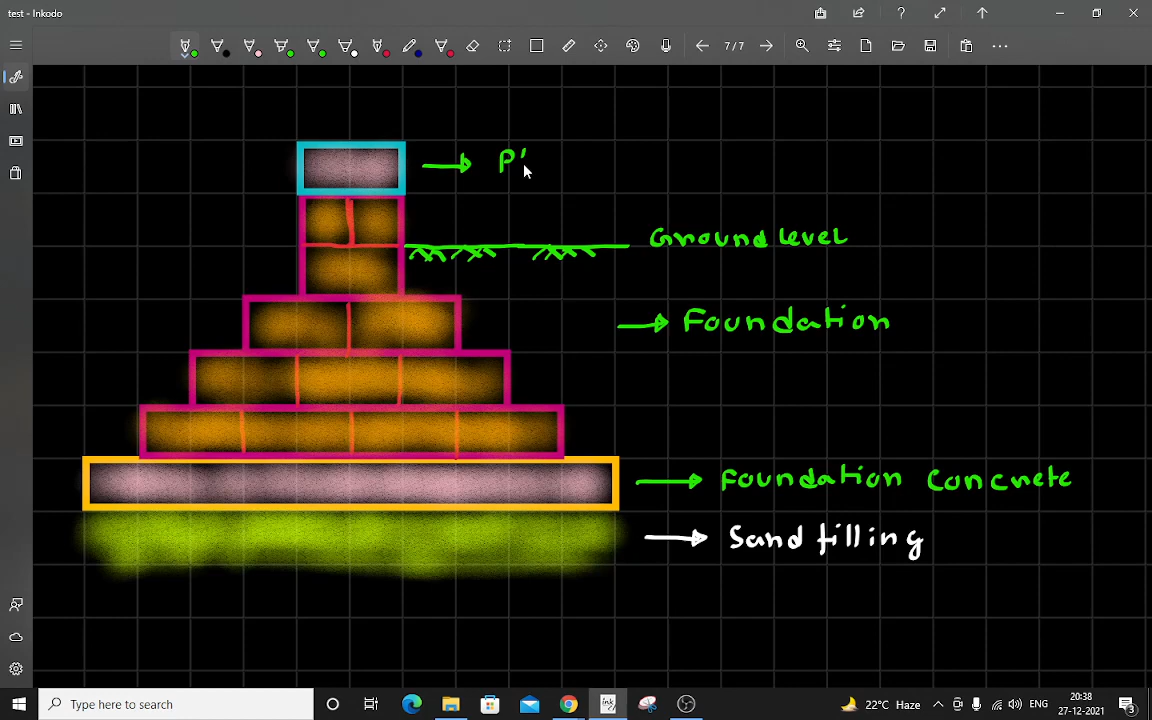 test - Inkodo
7/7
P'
Ground level
Foundation
Foundation Concrete
Sand filling
Type here to search
22°C Haze
ENG
20:38
27-12-2021
3